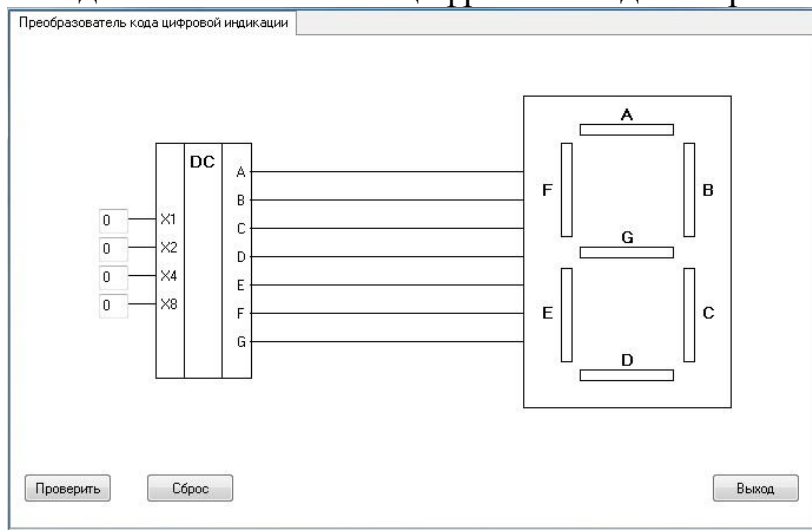 Преобразователь кода цифровой индикации
DC
A
B
C
D
E
F
G
0 X1
0 X2
0 X4
0 X8
A
F B
G
E C
D
Проверить Сброс Выход